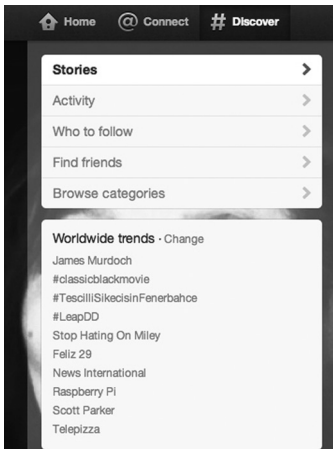 Home @ Connect # Discover
Stories
Activity
Who to follow
Find friends
Browse categories
Worldwide trends · Change
James Murdoch
#classicblackmovie
#TescilliSikecisinFenerbahce
#LeapDD
Stop Hating On Miley
Feliz 29
News International
Raspberry Pi
Scott Parker
Telepizza